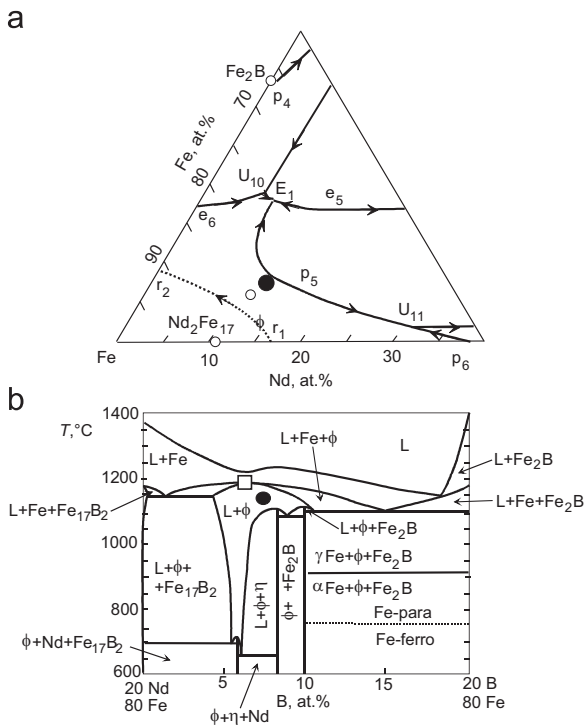 a
Fe₂B
p₄
70
Fe, at.%
80
U₁₀
E₁
e₅
e₆
90
p₅
r₂
U₁₁
Nd₂Fe₁₇
ϕ
r₁
Fe
10
20
30
p₆
Nd, at.%
b
1400
T,°C
L+Fe+ϕ
L
L+Fe
L+Fe₂B
1200
L+Fe+Fe₁₇B₂
L+ϕ
L+Fe+Fe₂B
L+ϕ+Fe₂B
1000
γFe+ϕ+Fe₂B
L+ϕ+
+Fe₁₇B₂
L+ϕ+η
ϕ+ +Fe₂B
αFe+ϕ+Fe₂B
800
Fe-para
ϕ+Nd+Fe₁₇B₂
Fe-ferro
600
20 Nd
80 Fe
5
10
15
20 B
80 Fe
B, at.%
ϕ+η+Nd